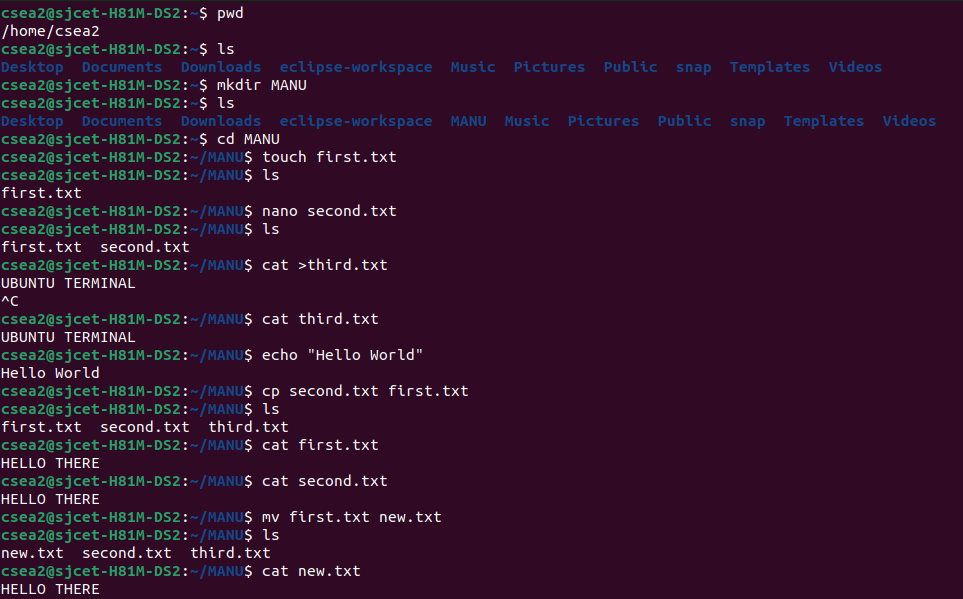 csea2@sjcet-H81M-DS2:~$ pwd
/home/csea2
csea2@sjcet-H81M-DS2:~$ ls
Desktop  Documents  Downloads  eclipse-workspace  Music  Pictures  Public  snap  Templates  Videos
csea2@sjcet-H81M-DS2:~$ mkdir MANU
csea2@sjcet-H81M-DS2:~$ ls
Desktop  Documents  Downloads  eclipse-workspace  MANU  Music  Pictures  Public  snap  Templates  Videos
csea2@sjcet-H81M-DS2:~$ cd MANU
csea2@sjcet-H81M-DS2:~/MANU$ touch first.txt
csea2@sjcet-H81M-DS2:~/MANU$ ls
first.txt
csea2@sjcet-H81M-DS2:~/MANU$ nano second.txt
csea2@sjcet-H81M-DS2:~/MANU$ ls
first.txt  second.txt
csea2@sjcet-H81M-DS2:~/MANU$ cat >third.txt
UBUNTU TERMINAL
^C
csea2@sjcet-H81M-DS2:~/MANU$ cat third.txt
UBUNTU TERMINAL
csea2@sjcet-H81M-DS2:~/MANU$ echo "Hello World"
Hello World
csea2@sjcet-H81M-DS2:~/MANU$ cp second.txt first.txt
csea2@sjcet-H81M-DS2:~/MANU$ ls
first.txt  second.txt  third.txt
csea2@sjcet-H81M-DS2:~/MANU$ cat first.txt
HELLO THERE
csea2@sjcet-H81M-DS2:~/MANU$ cat second.txt
HELLO THERE
csea2@sjcet-H81M-DS2:~/MANU$ mv first.txt new.txt
csea2@sjcet-H81M-DS2:~/MANU$ ls
new.txt  second.txt  third.txt
csea2@sjcet-H81M-DS2:~/MANU$ cat new.txt
HELLO THERE